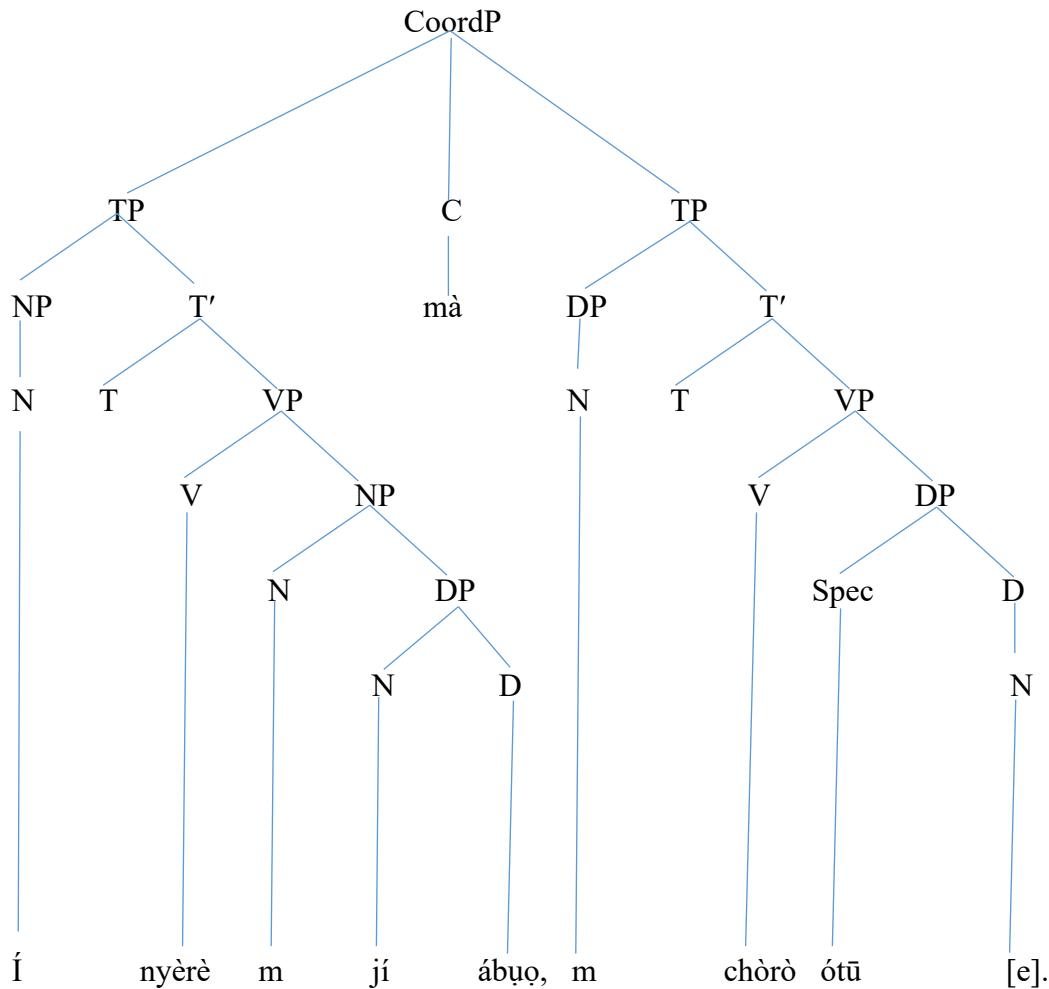 CoordP
TP C TP
NP T′ mà DP T′
N T VP N T VP
V NP V DP
N DP Spec D
N D N
Í nyèrè m jí ábụọ, m chòrò ótū [e].